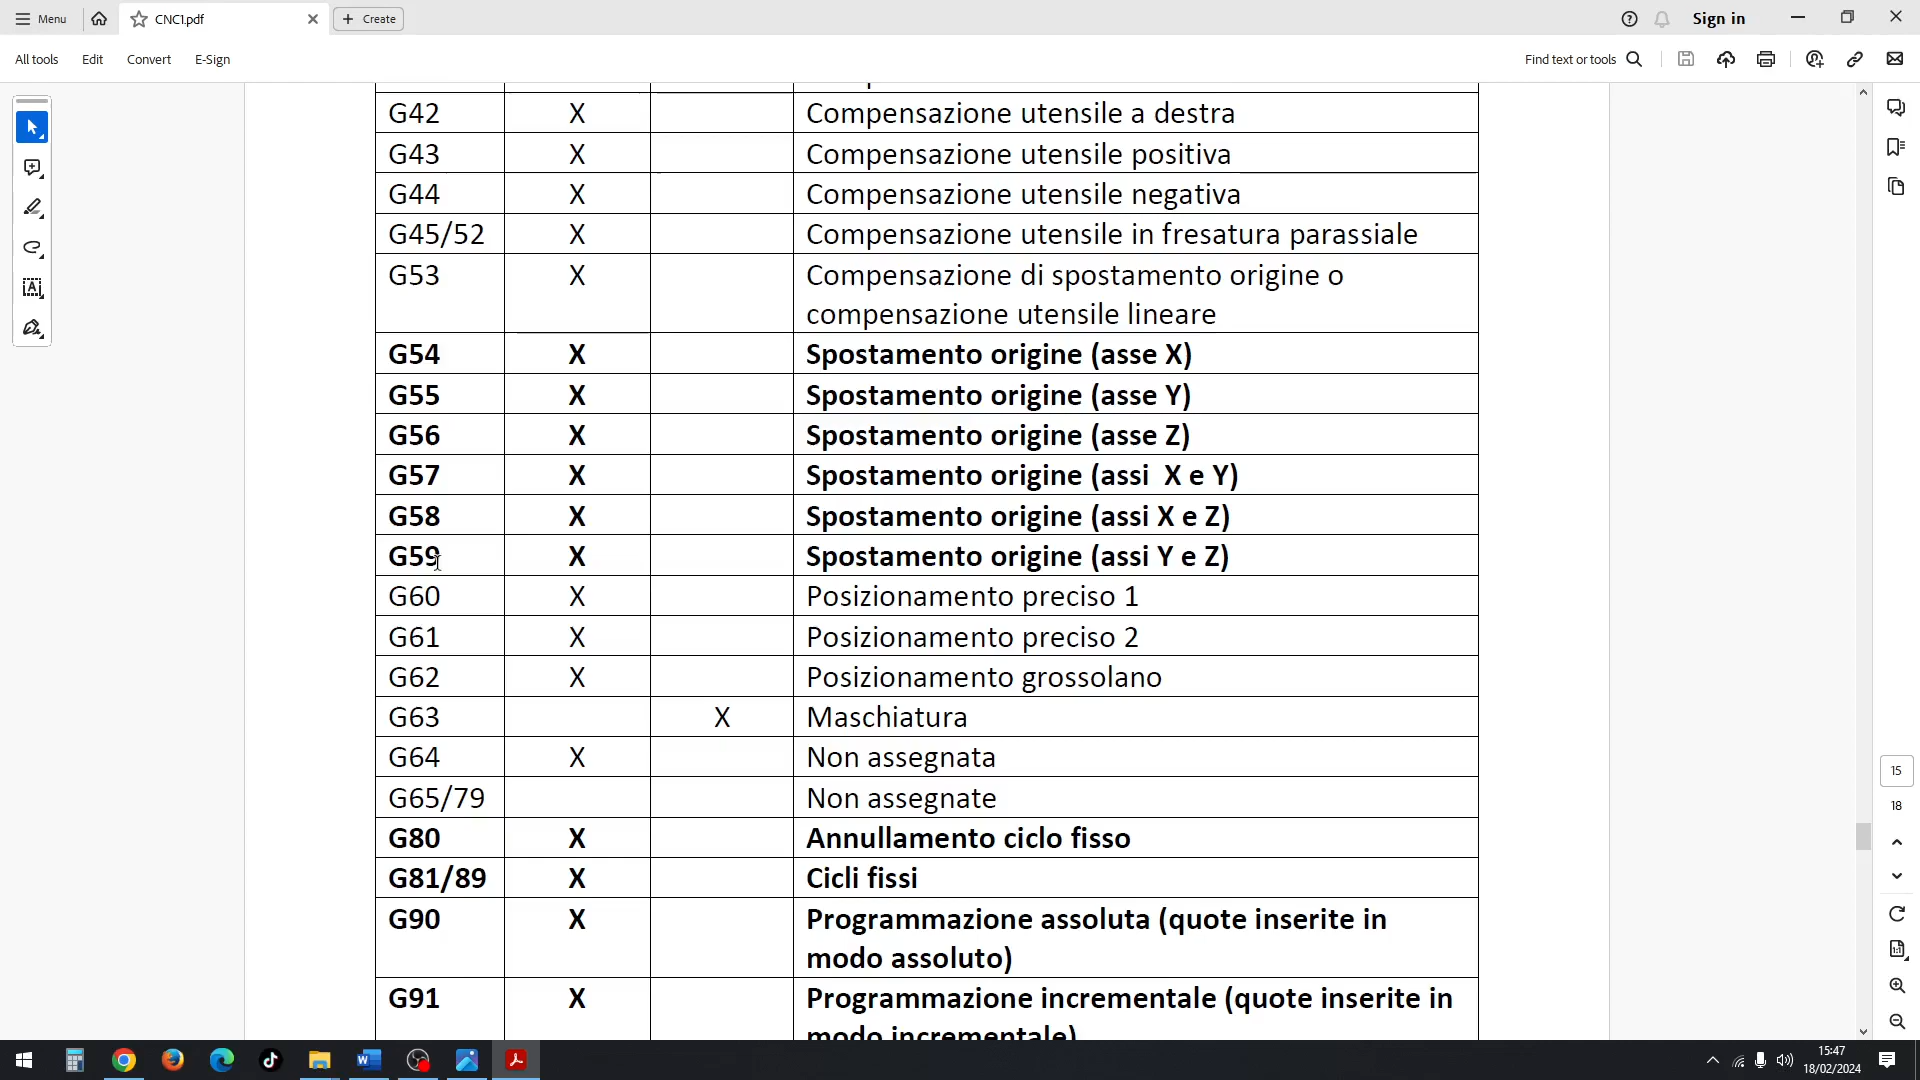 Menu
CNC1.pdf
Create
Sign in
All tools
Edit
Convert
E-Sign
Find text or tools
G42 X Compensazione utensile a destra
G43 X Compensazione utensile positiva
G44 X Compensazione utensile negativa
G45/52 X Compensazione utensile in fresatura parassiale
G53 X Compensazione di spostamento origine o
compensazione utensile lineare
G54 X Spostamento origine (asse X)
G55 X Spostamento origine (asse Y)
G56 X Spostamento origine (asse Z)
G57 X Spostamento origine (assi  X e Y)
G58 X Spostamento origine (assi X e Z)
G59 X Spostamento origine (assi Y e Z)
G60 X Posizionamento preciso 1
G61 X Posizionamento preciso 2
G62 X Posizionamento grossolano
G63 X Maschiatura
G64 X Non assegnata
G65/79 Non assegnate
G80 X Annullamento ciclo fisso
G81/89 X Cicli fissi
G90 X Programmazione assoluta (quote inserite in
modo assoluto)
G91 X Programmazione incrementale (quote inserite in
modo incrementale)
15
18
15:47
18/02/2024